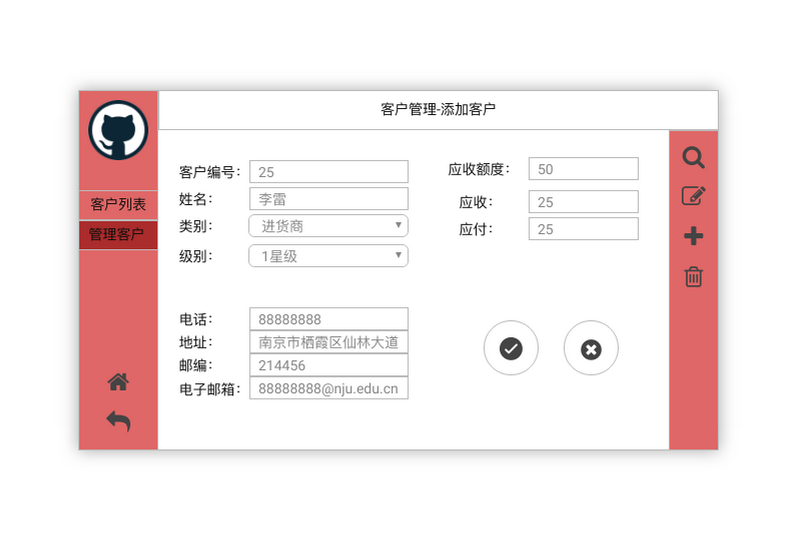 客户管理-添加客户
客户列表
管理客户
客户编号： 25
姓名： 李雷
类别： 进货商
级别： 1星级
应收额度： 50
应收： 25
应付： 25
电话： 88888888
地址： 南京市栖霞区仙林大道
邮编： 214456
电子邮箱： 88888888@nju.edu.cn